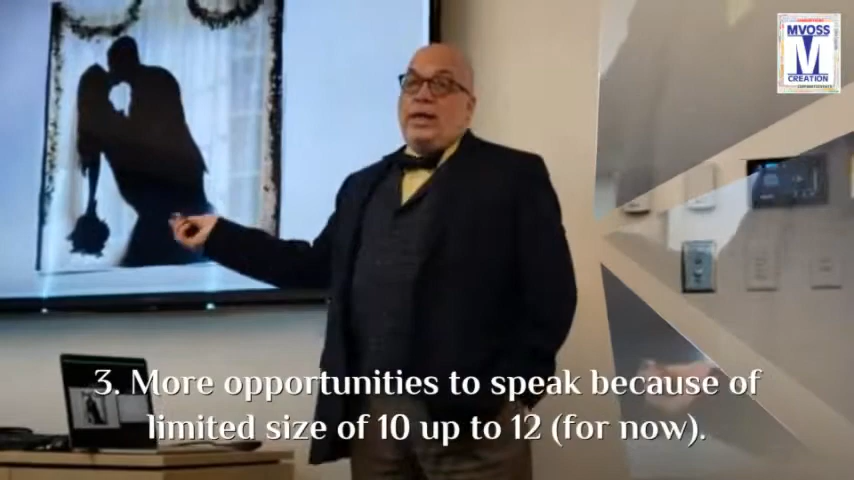 MVOSS
M
CREATION
3. More opportunities to speak because of
limited size of 10 up to 12 (for now).